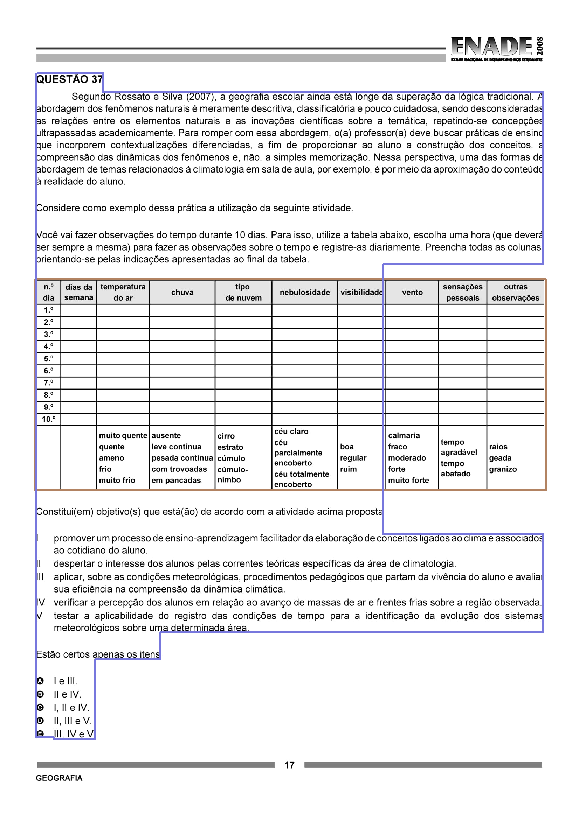 ENADE 2008
EXAME NACIONAL DE DESEMPENHO DOS ESTUDANTES
QUESTÃO 37
Segundo Rossato e Silva (2007), a geografia escolar ainda está longe da superação da lógica tradicional. A
abordagem dos fenômenos naturais é meramente descritiva, classificatória e pouco cuidadosa, sendo desconsideradas
as relações entre os elementos naturais e as inovações científicas sobre a temática, repetindo-se concepções
ultrapassadas academicamente. Para romper com essa abordagem, o(a) professor(a) deve buscar práticas de ensino
que incorporem contextualizações diferenciadas, a fim de proporcionar ao aluno a construção dos conceitos, a
compreensão das dinâmicas dos fenômenos e, não, a simples memorização. Nessa perspectiva, uma das formas de
abordagem de temas relacionados à climatologia em sala de aula, por exemplo, é por meio da aproximação do conteúdo
à realidade do aluno.
Considere como exemplo dessa prática a utilização da seguinte atividade.
Você vai fazer observações do tempo durante 10 dias. Para isso, utilize a tabela abaixo, escolha uma hora (que deverá
ser sempre a mesma) para fazer as observações sobre o tempo e registre-as diariamente. Preencha todas as colunas,
orientando-se pelas indicações apresentadas ao final da tabela.
n.º dia | dias da semana | temperatura do ar | chuva | tipo de nuvem | nebulosidade | visibilidade | vento | sensações pessoais | outras observações
1.º
2.º
3.º
4.º
5.º
6.º
7.º
8.º
9.º
10.º
muito quente quente ameno frio muito frio | ausente leve contínua pesada contínua com trovoadas em pancadas | cirro estrato cúmulo cúmulo-nimbo | céu claro céu parcialmente encoberto céu totalmente encoberto | boa regular ruim | calmaria fraco moderado forte muito forte | tempo agradável tempo abafado | raios geada granizo
Constitui(em) objetivo(s) que está(ão) de acordo com a atividade acima proposta
I promover um processo de ensino-aprendizagem facilitador da elaboração de conceitos ligados ao clima e associados
ao cotidiano do aluno.
II despertar o interesse dos alunos pelas correntes teóricas específicas da área de climatologia.
III aplicar, sobre as condições meteorológicas, procedimentos pedagógicos que partam da vivência do aluno e avaliar
sua eficiência na compreensão da dinâmica climática.
IV verificar a percepção dos alunos em relação ao avanço de massas de ar e frentes frias sobre a região observada.
V testar a aplicabilidade do registro das condições de tempo para a identificação da evolução dos sistemas
meteorológicos sobre uma determinada área.
Estão certos apenas os itens
A I e III.
B II e IV.
C I, II e IV.
D II, III e V.
E III, IV e V.
17
GEOGRAFIA